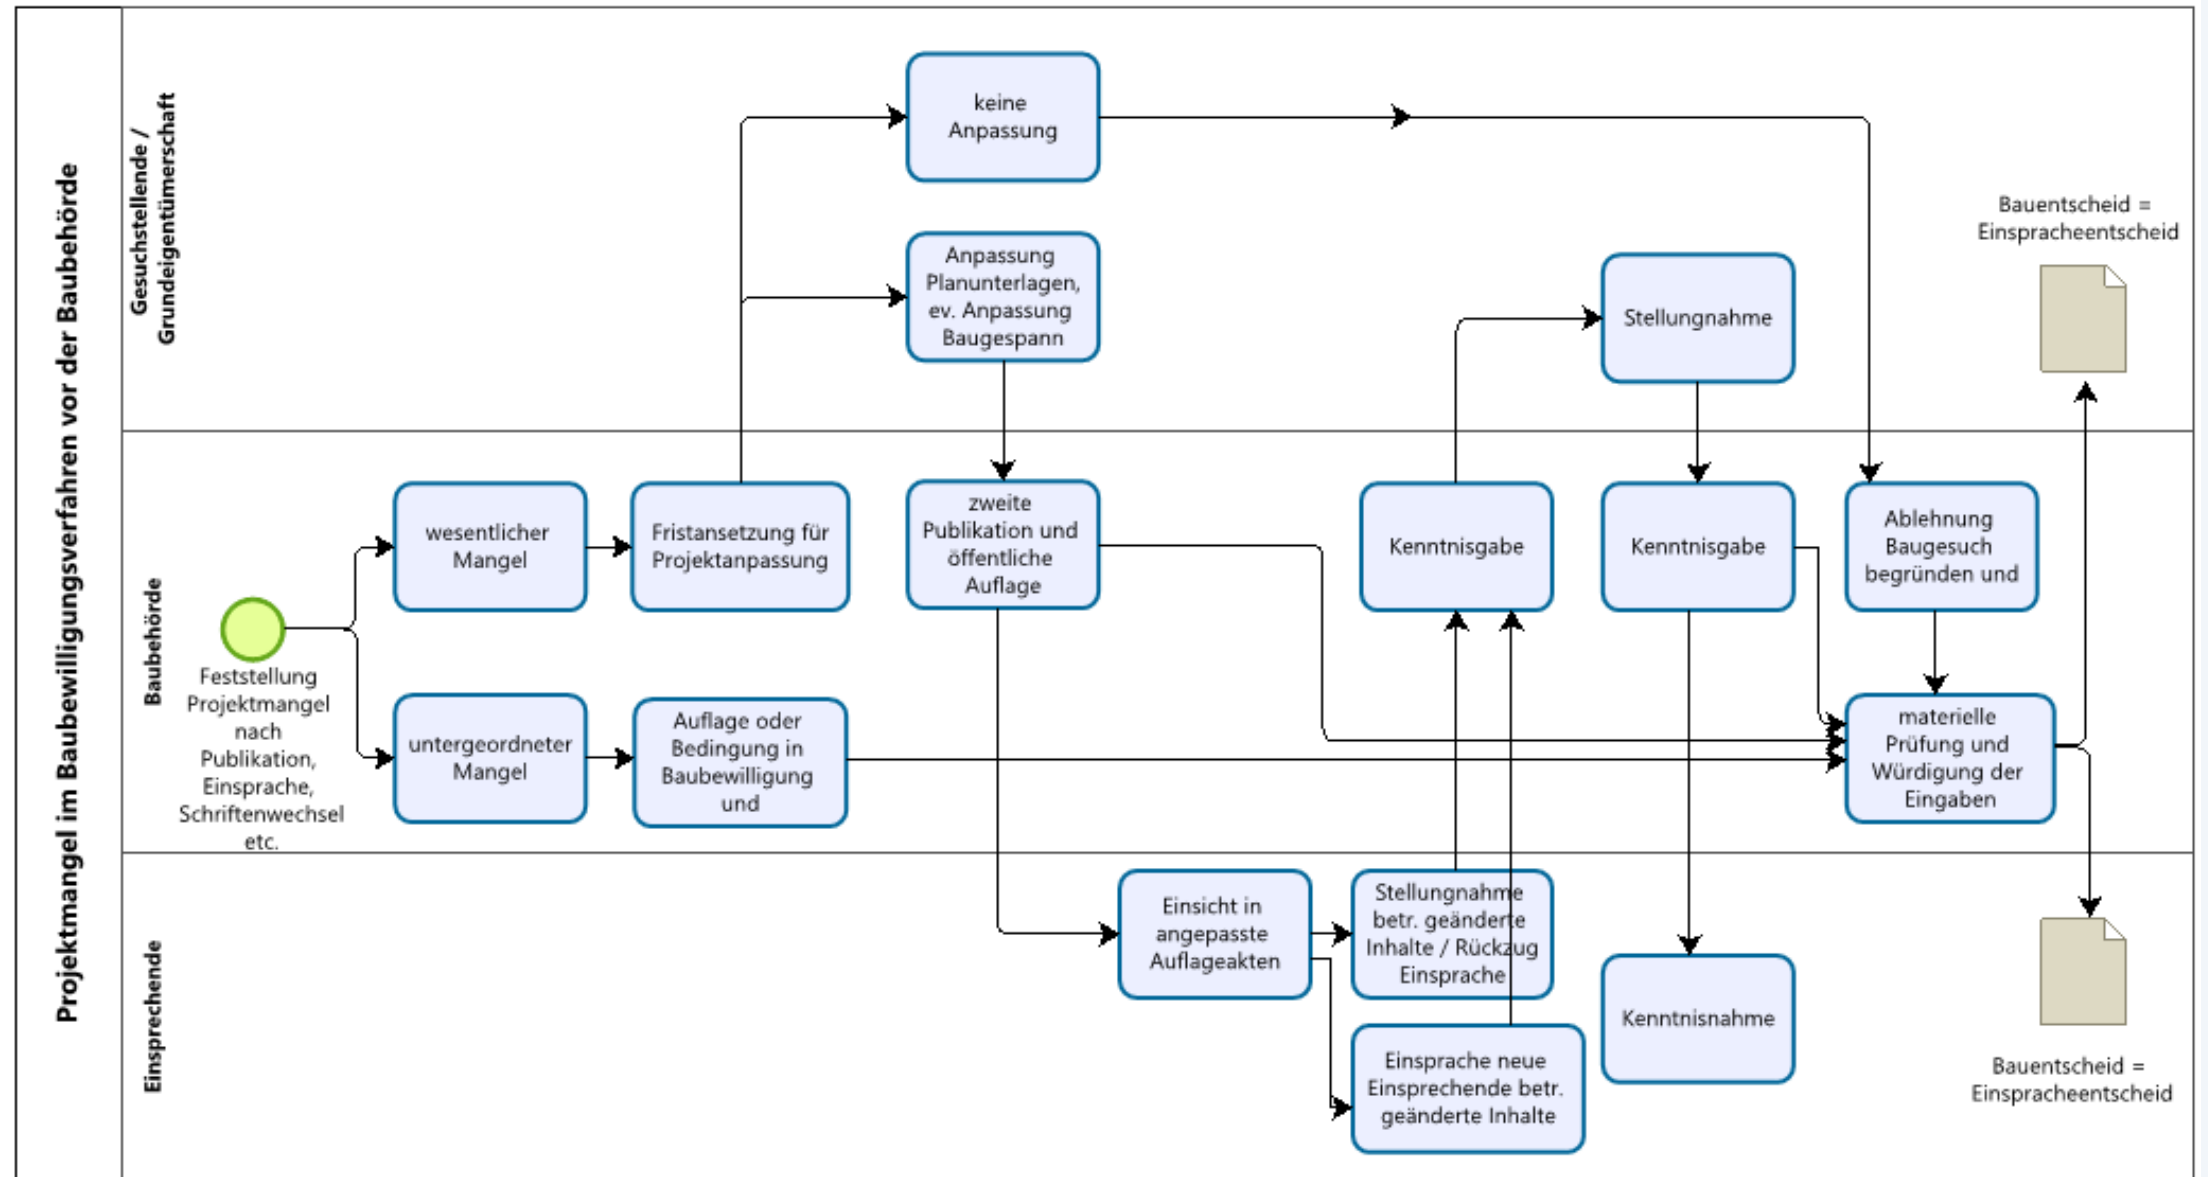 Projektmangel im Baubewilligungsverfahren vor der Baubehörde
Gesuchstellende /
Grundeigentümerschaft
keine
Anpassung
Anpassung
Planunterlagen,
ev. Anpassung
Baugespann
Stellungnahme
Bauentscheid =
Einspracheentscheid
Baubehörde
Feststellung
Projektmangel
nach
Publikation,
Einsprache,
Schriftenwechsel
etc.
wesentlicher
Mangel
Fristansetzung für
Projektanpassung
untergeordneter
Mangel
Auflage oder
Bedingung in
Baubewilligung
und
zweite
Publikation und
öffentliche
Auflage
Kenntnisgabe
Kenntnisgabe
Ablehnung
Baugesuch
begründen und
materielle
Prüfung und
Würdigung der
Eingaben
Einsprechende
Einsicht in
angepasste
Auflageakten
Stellungnahme
betr. geänderte
Inhalte / Rückzug
Einsprache
Einsprache neue
Einsprechende betr.
geänderte Inhalte
Kenntnisnahme
Bauentscheid =
Einspracheentscheid